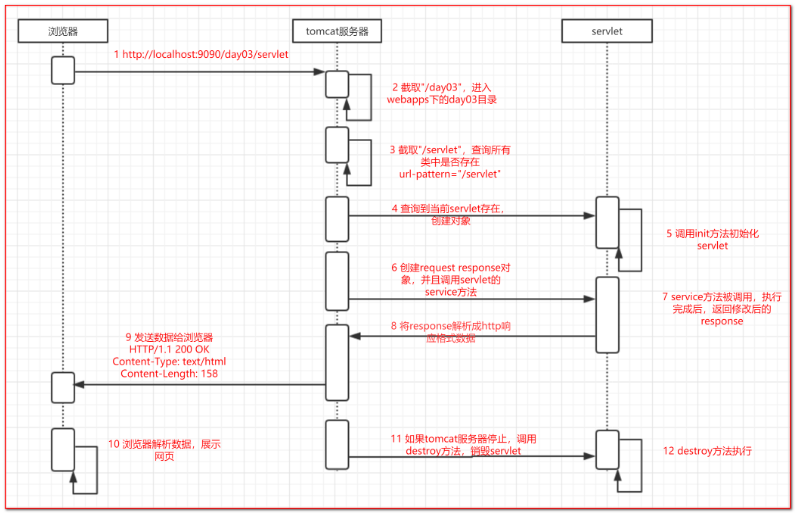 浏览器
tomcat服务器
servlet
1 http://localhost:9090/day03/servlet
2 截取"/day03"，进入
webapps下的day03目录
3 截取"/servlet"，查询所有
类中是否存在
url-pattern="/servlet"
4 查询到当前servlet存在，
创建对象
5 调用init方法初始化
servlet
6 创建request response对
象，并且调用servlet的
service方法
7 service方法被调用，执行
完成后，返回修改后的
response
8 将response解析成http响
应格式数据
9 发送数据给浏览器
HTTP/1.1 200 OK
Content-Type: text/html
Content-Length: 158
10 浏览器解析数据，展示
网页
11 如果tomcat服务器停止，调用
destroy方法，销毁servlet
12 destroy方法执行